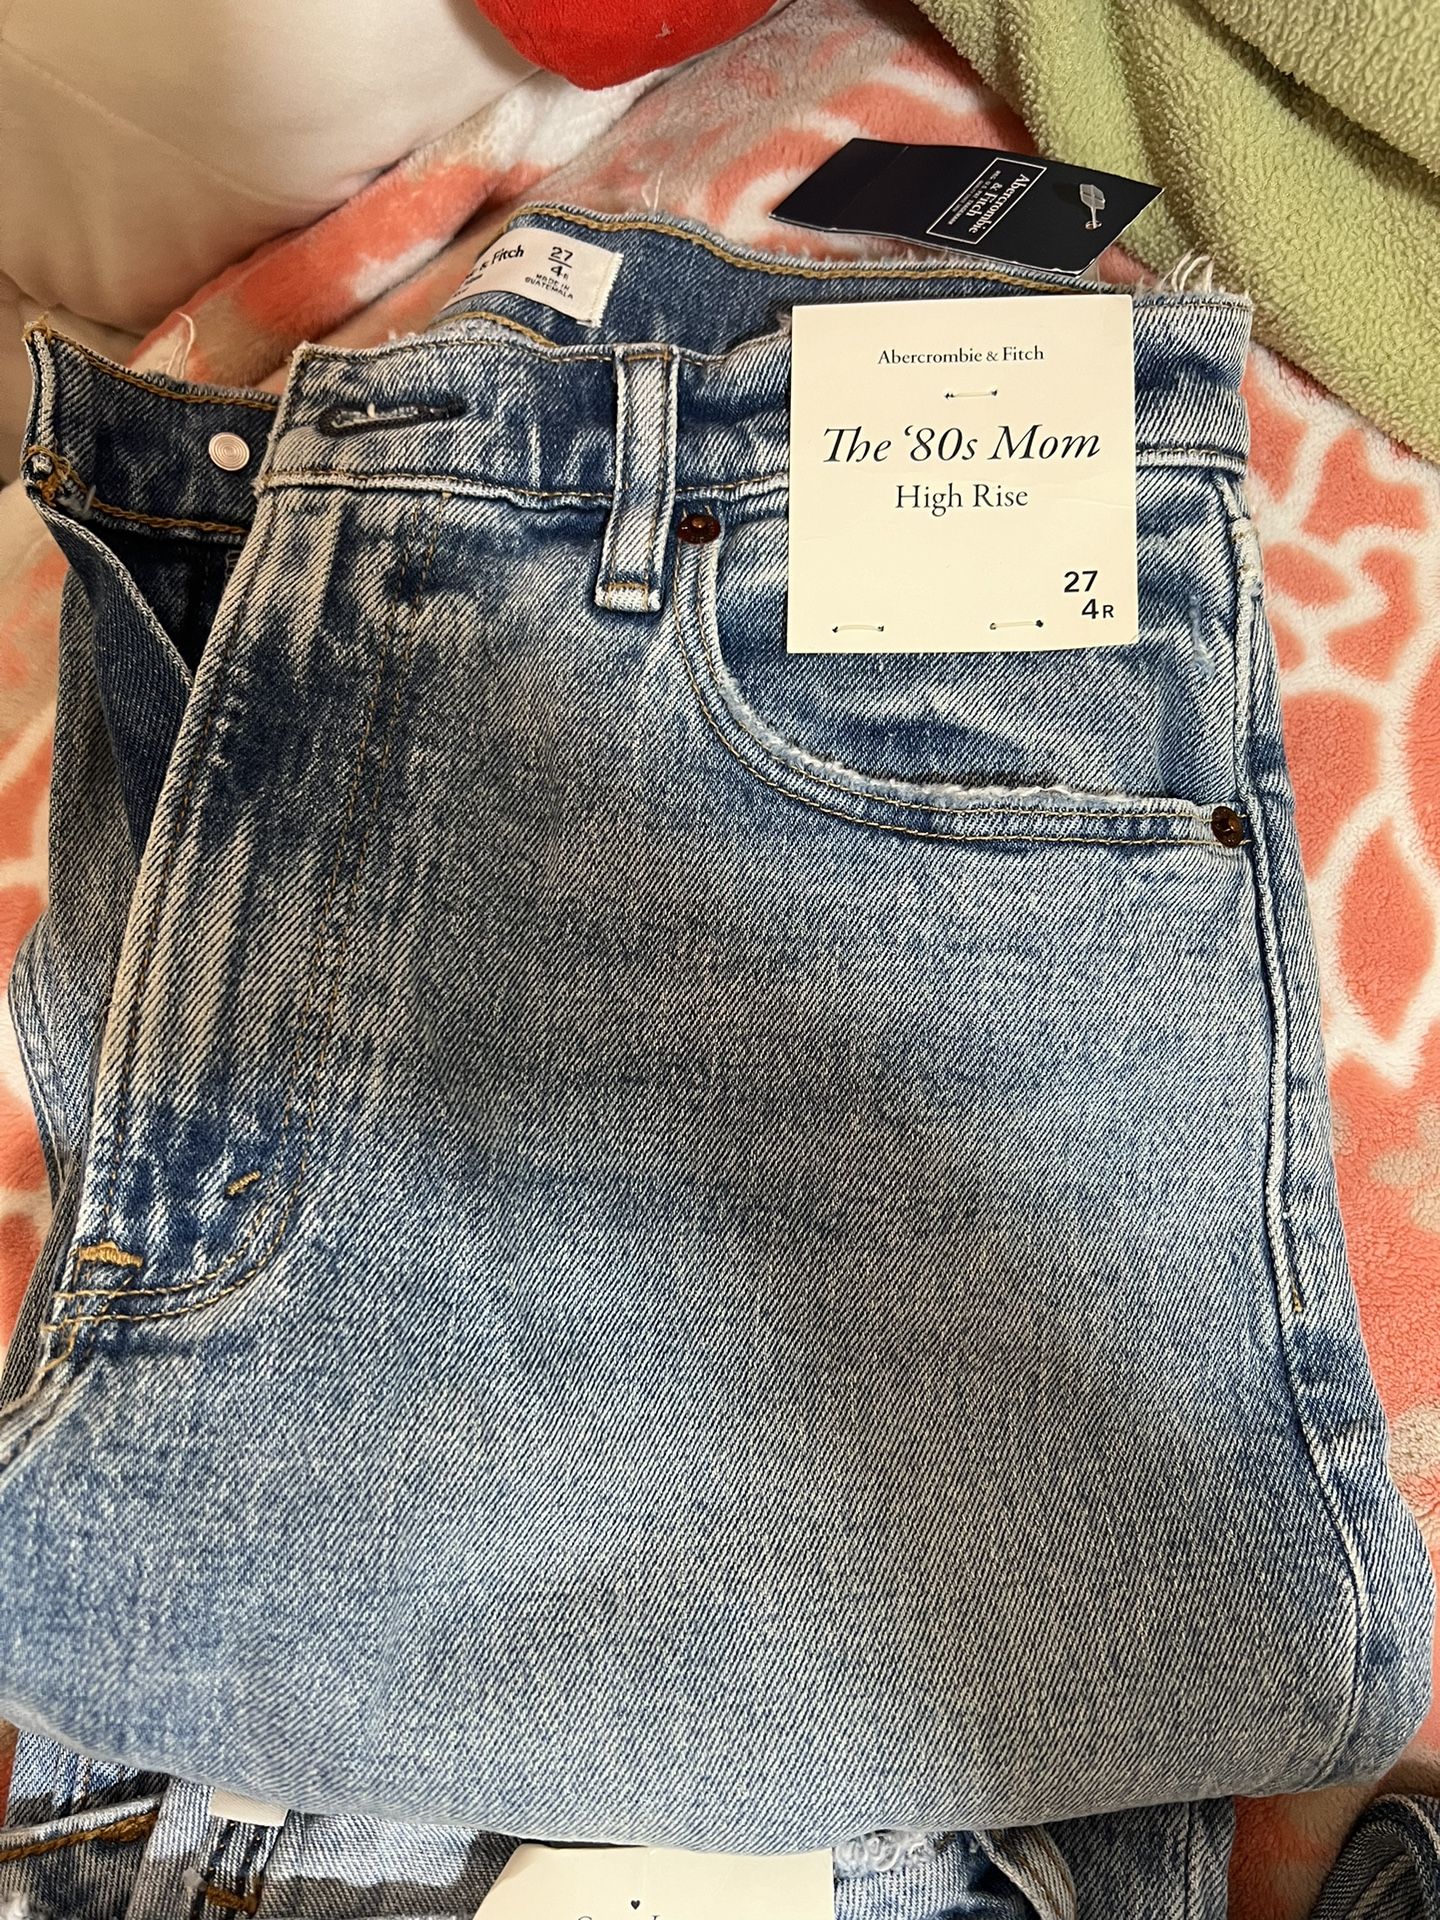 Abercrombie
& Fitch
& Fitch
27
4R
MADE IN
GUATEMALA
Abercrombie & Fitch
The ‘80s Mom
High Rise
27
4R